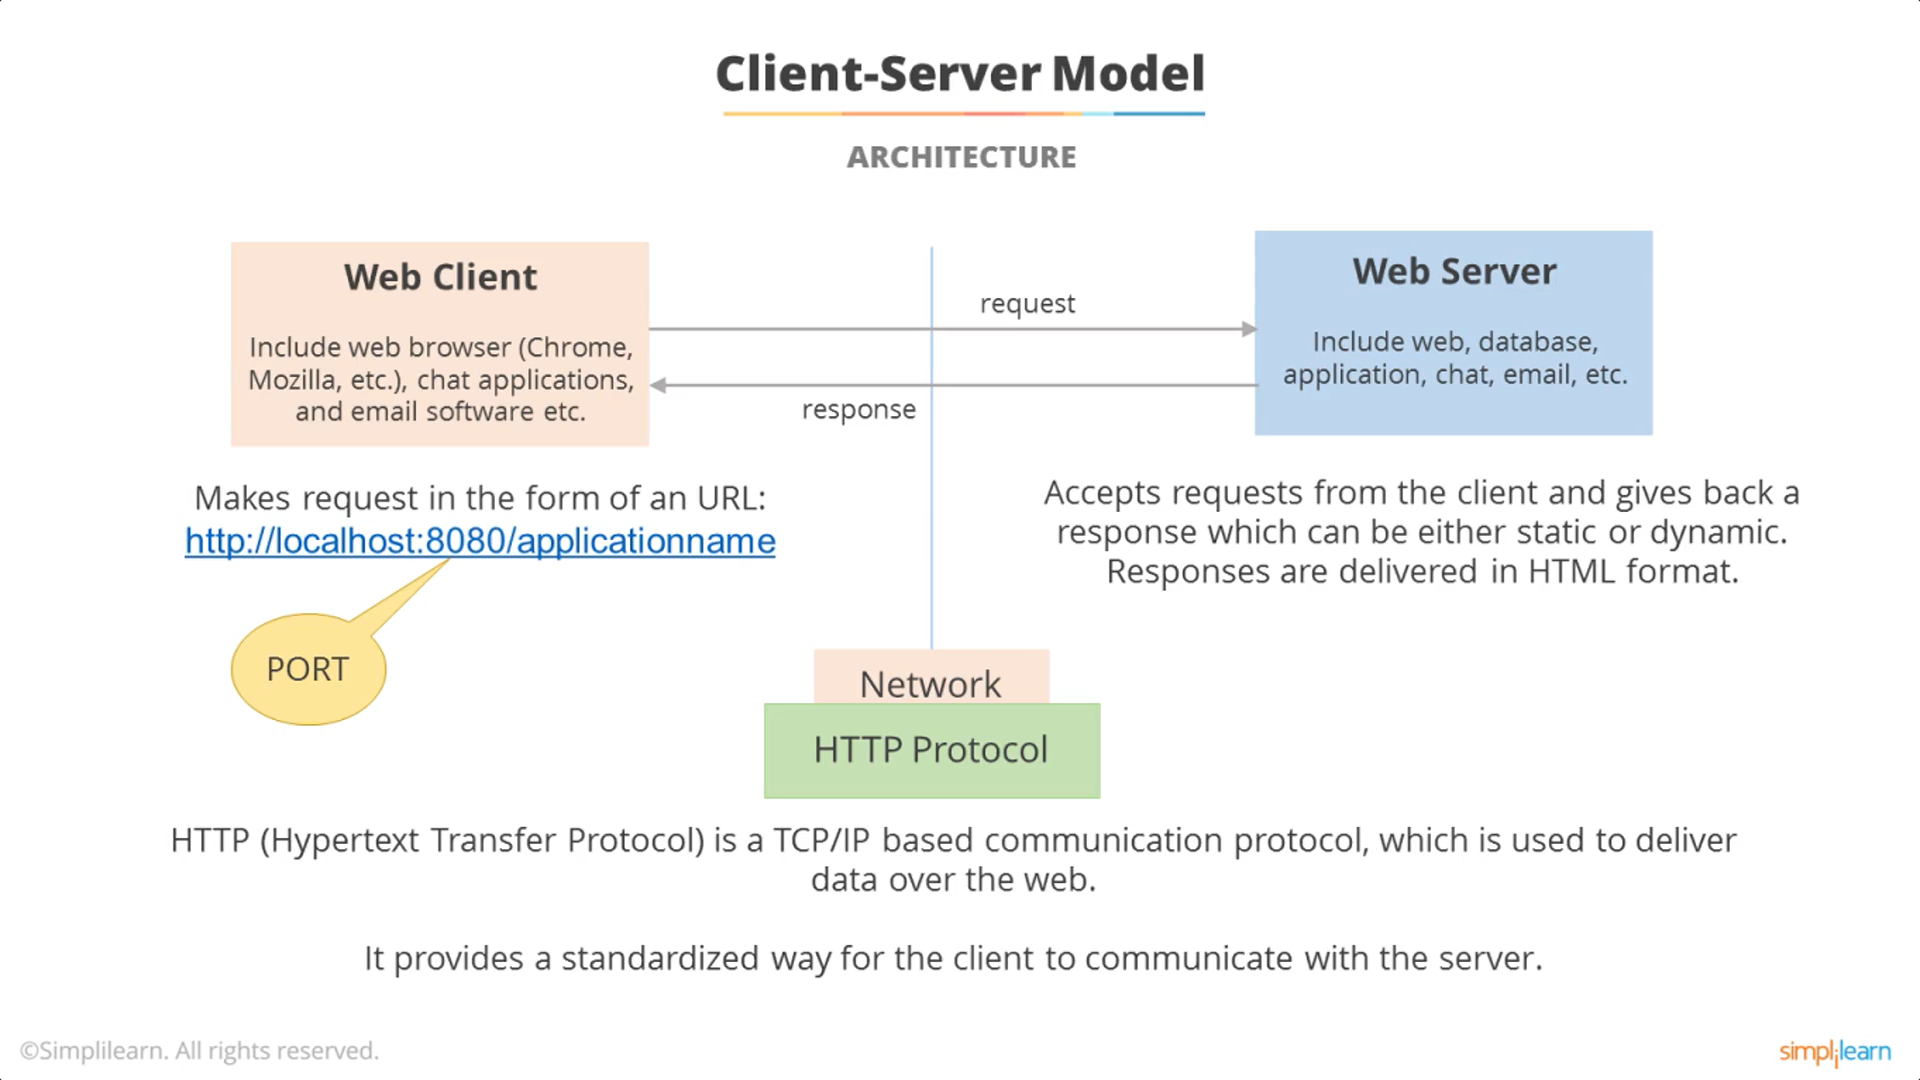 Client-Server Model
ARCHITECTURE
Web Client
Include web browser (Chrome,
Mozilla, etc.), chat applications,
and email software etc.
request
response
Web Server
Include web, database,
application, chat, email, etc.
Makes request in the form of an URL:
http://localhost:8080/applicationname
PORT
Accepts requests from the client and gives back a
response which can be either static or dynamic.
Responses are delivered in HTML format.
Network
HTTP Protocol
HTTP (Hypertext Transfer Protocol) is a TCP/IP based communication protocol, which is used to deliver
data over the web.
It provides a standardized way for the client to communicate with the server.
©Simplilearn. All rights reserved.
simplilearn